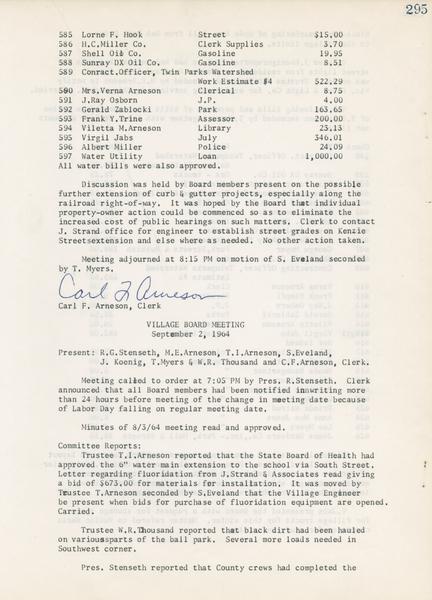 295
585 Lorne F. Hook Street $15,00
586 H.C.Miller Co. Clerk Supplies 3.70
587 Shell Oil Co. Gasoline 19.95
588 Sunray DX Oil Co. Gasoline 8.51
589 Contract.Officer, Twin Parks Watershed
Work Estimate #4 522.29
590 Mrs.Verna Arneson Clerical 8.75
591 J.Ray Osborn J.P. 4.00
592 Gerald Zablocki Park 163.65
593 Frank Y.Trine Assessor 200.00
594 Viletta M.Arneson Library 23.13
595 Virgil Jabs July 346.01
596 Albert Miller Police 24.09
597 Water Utility Loan 1,000.00
All water bills were also approved.
Discussion was held by Board members present on the possible
further extension of curb & gutter projects, especially along the
railroad right-of-way. It was hoped by the Board that individual
property-owner action could be commenced so as to eliminate the
increased cost of public hearings on such matters. Clerk to contact
J. Strand office for engineer to establish street grades on Kenzie
Streetsextension and else where as needed. No other action taken.
Meeting adjourned at 8:15 PM on motion of S. Eveland seconded
by T. Myers.
Carl F Arneson
Carl F. Arneson, Clerk
VILLAGE BOARD MEETING
September 2, 1964
Present: R.G.Stenseth, M.E.Arneson, T.I.Arneson, S.Eveland,
J. Koenig, T.Myers & W.R. Thousand and C.F.Arneson, Clerk.
Meeting called to order at 7:05 PM by Pres. R.Stenseth. Clerk
announced that all Board Members had been notified inwriting more
than 24 hours before meeting of the change in meeting date because
of Labor Day falling on regular meeting date.
Minutes of 8/3/64 meeting read and approved.
Committee Reports:
Trustee T.I.Arneson reported that the State Board of Health had
approved the 6" water main extension to the school via South Street.
Letter regarding fluoridation from J.Strand & Associates read giving
a bid of $673.00 for materials for installation. It was moved by
Trustee T.Arneson seconded by S.Eveland that the Village Engineer
be present when bids for purchase of fluoridation equipment are opened.
Carried.
Trustee W.R.Thousand reported that black dirt had been hauled
on variousparts of the ball park. Several more loads needed in
Southwest corner.
Pres. Stenseth reported that County crews had completed the